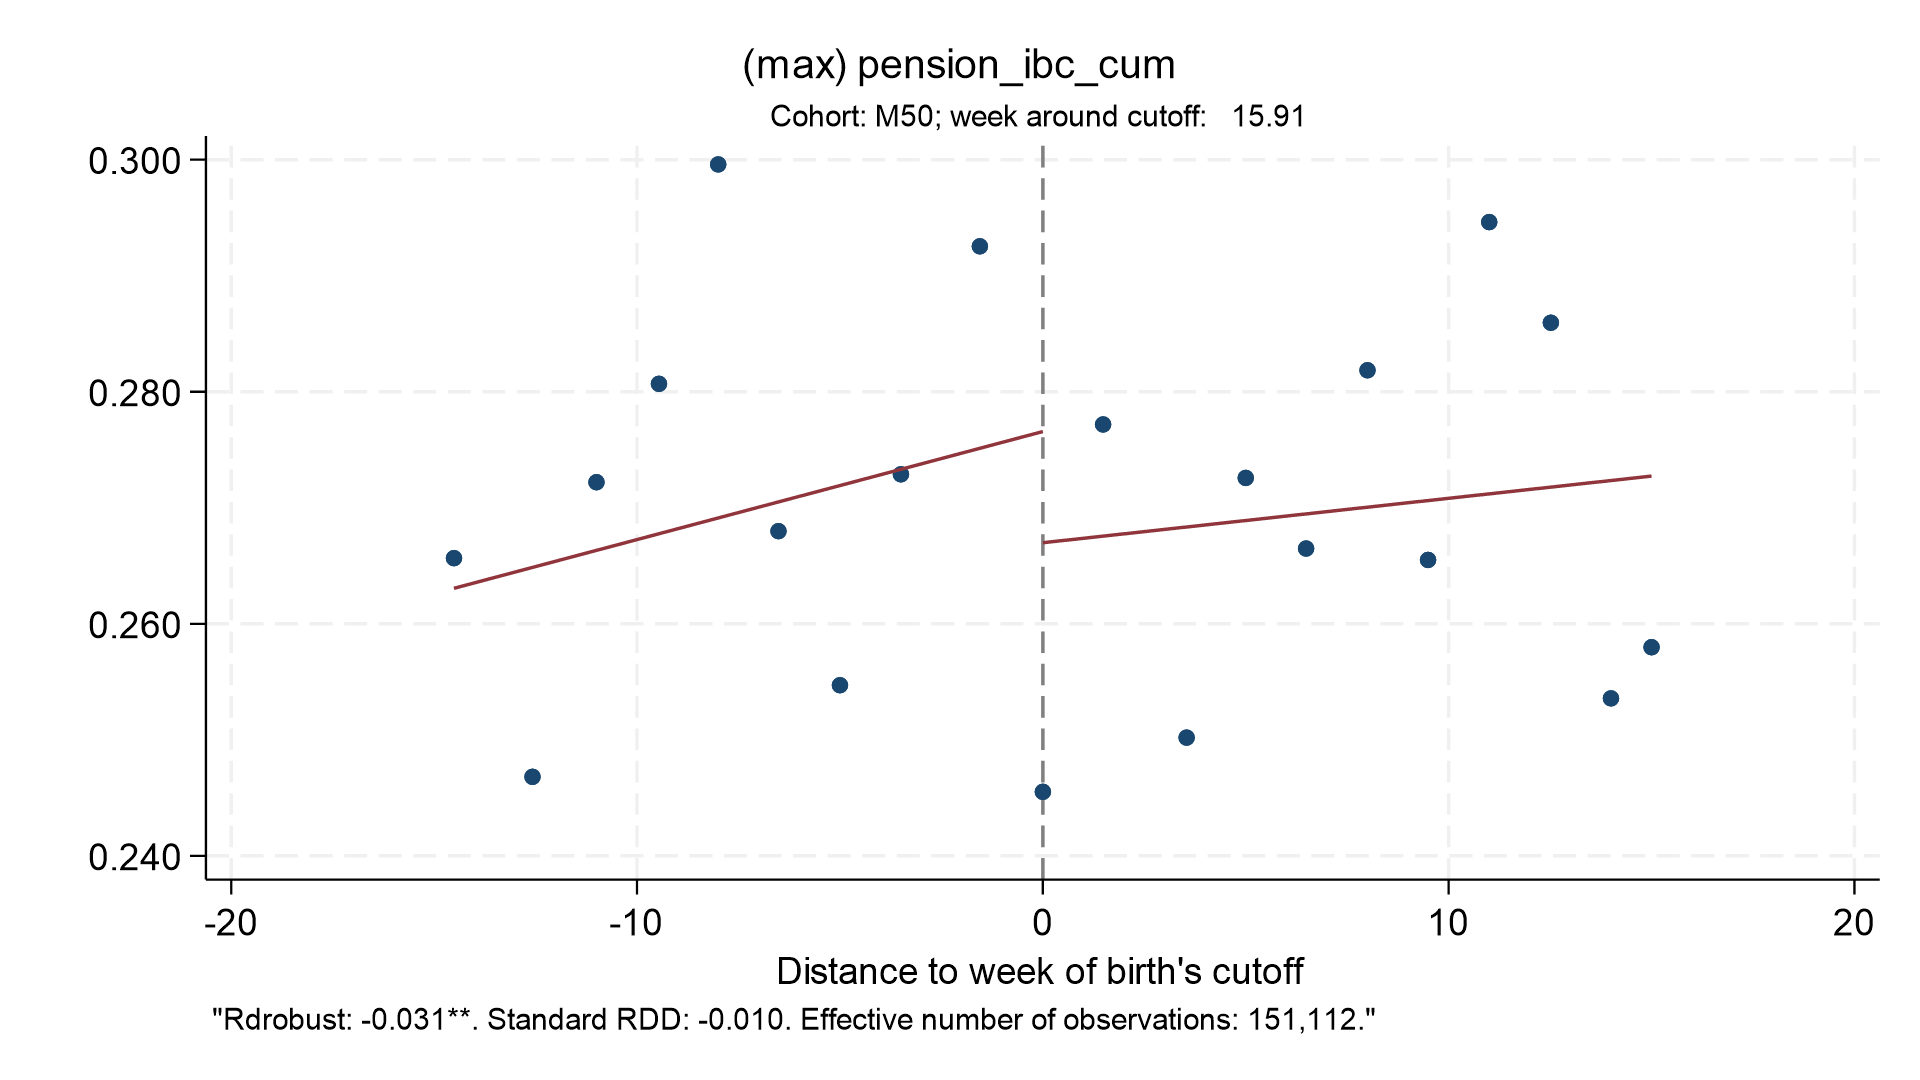 (max) pension_ibc_cum
Cohort: M50; week around cutoff: 15.91
0.300
0.280
0.260
0.240
-20 -10 0 10 20
Distance to week of birth's cutoff
"Rdrobust: -0.031**. Standard RDD: -0.010. Effective number of observations: 151,112."